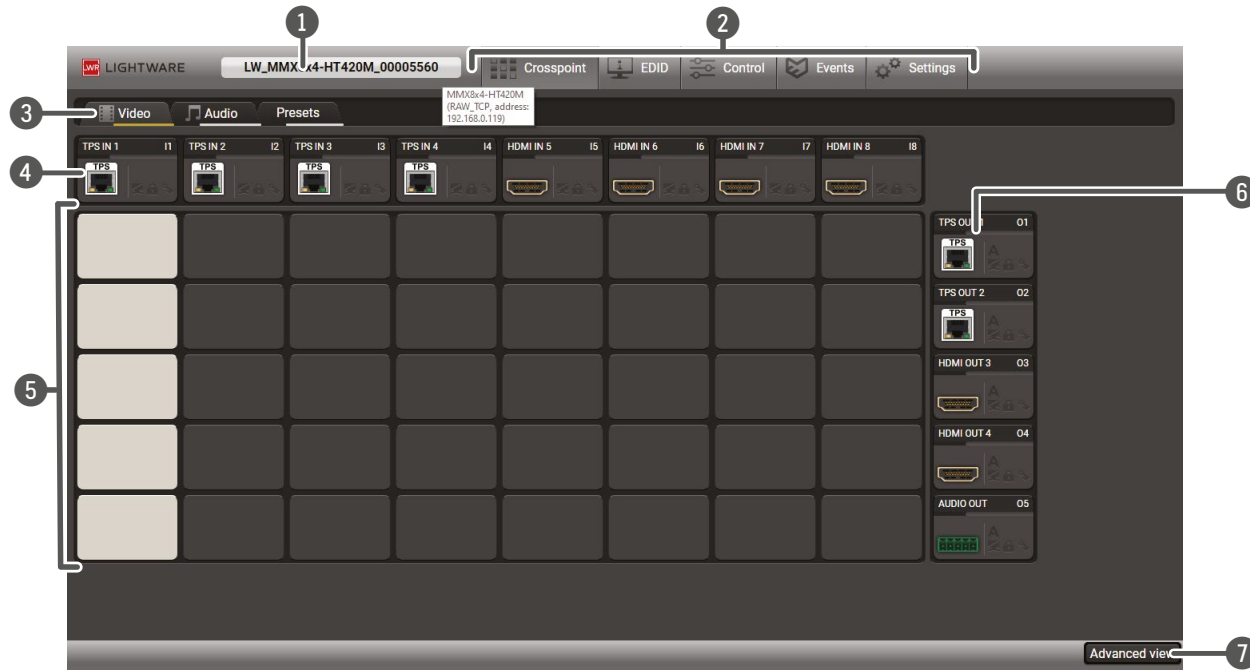 1
2
LWR LIGHTWARE LW_MMX8x4-HT420M_00005560 Crosspoint EDID Control Events Settings
MMX8x4-HT420M
(RAW_TCP, address:
192.168.0.119)
3 Video Audio Presets
TPS IN 1 I1 TPS IN 2 I2 TPS IN 3 I3 TPS IN 4 I4 HDMI IN 5 I5 HDMI IN 6 I6 HDMI IN 7 I7 HDMI IN 8 I8
4 TPS TPS TPS TPS
6
TPS OUT 1 O1
TPS A
TPS OUT 2 O2
TPS A
5
HDMI OUT 3 O3
A
HDMI OUT 4 O4
A
AUDIO OUT O5
A
Advanced view 7